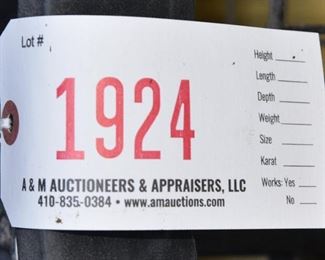 Lot #
1924
A & M AUCTIONEERS & APPRAISERS, LLC
410-835-0384 • www.amauctions.com
Height
Length
Depth
Weight
Size
Karat
Works: Yes
No